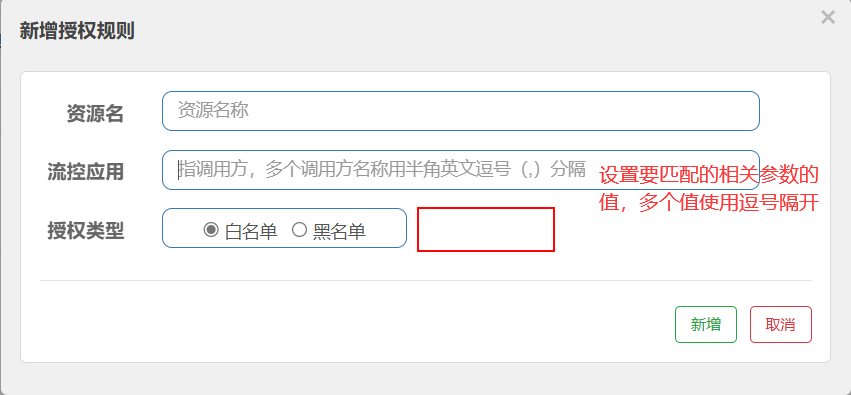 新增授权规则
×
资源名
资源名称
流控应用
指调用方，多个调用方名称用半角英文逗号（,）分隔
设置要匹配的相关参数的
值，多个值使用逗号隔开
授权类型
白名单 黑名单
新增 取消